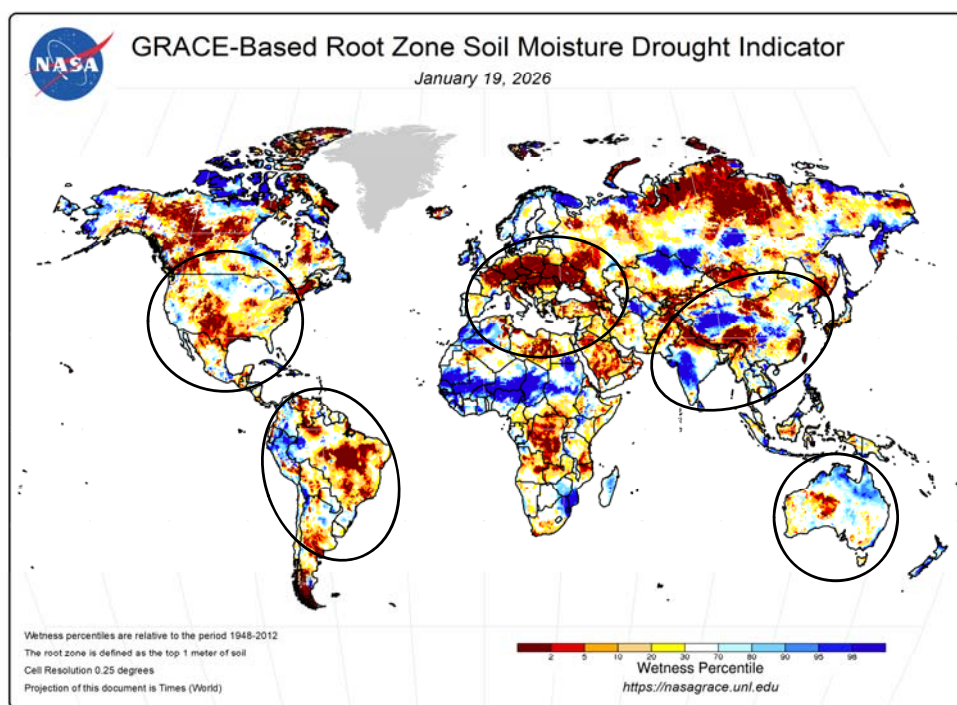 NASA
GRACE-Based Root Zone Soil Moisture Drought Indicator
January 19, 2026
Wetness percentiles are relative to the period 1948-2012
The root zone is defined as the top 1 meter of soil
Cell Resolution 0.25 degrees
Projection of this document is Times (World)
2 5 10 20 30 70 80 90 95 98
Wetness Percentile
https://nasagrace.unl.edu